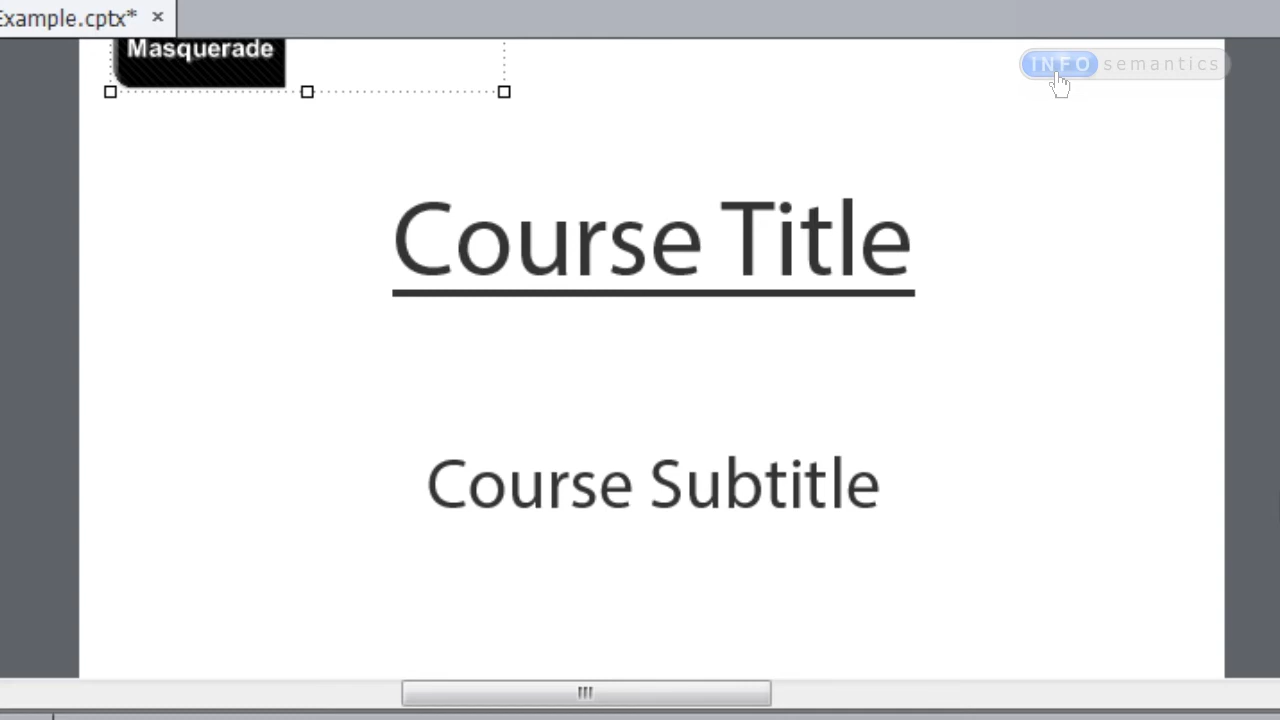 Example.cptx*
Masquerade
INFO semantics
Course Title
Course Subtitle